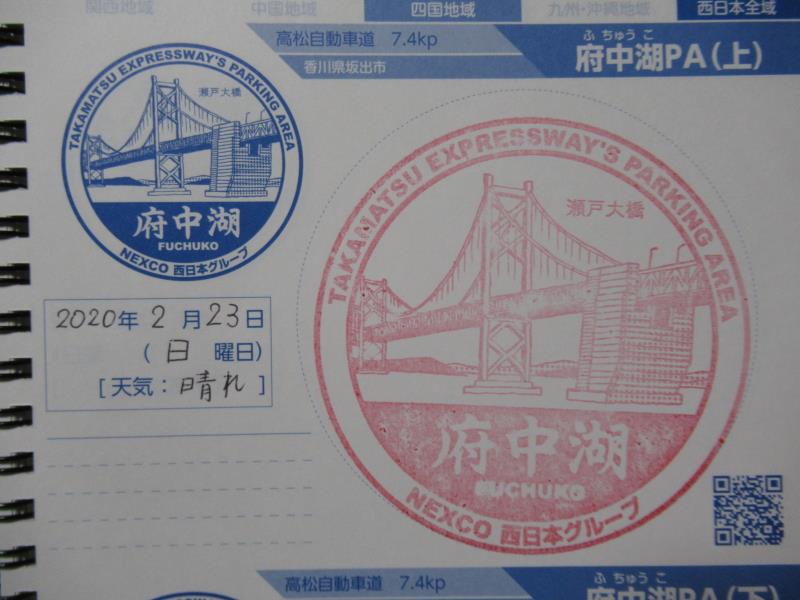 関西地域 中国地域 四国地域 九州・沖縄地域 西日本全域
高松自動車道 7.4kp
香川県坂出市
ふちゅうこ
府中湖PA(上)
TAKAMATSU EXPRESSWAY'S PARKING AREA
瀬戸大橋
府中湖
FUCHUKO
NEXCO 西日本グループ
2020年2月23日
(日曜日)
[天気:晴れ]
TAKAMATSU EXPRESSWAY'S PARKING AREA
瀬戸大橋
府中湖
FUCHUKO
NEXCO 西日本グループ
高松自動車道 7.4kp
ふちゅうこ
府中湖PA(下)